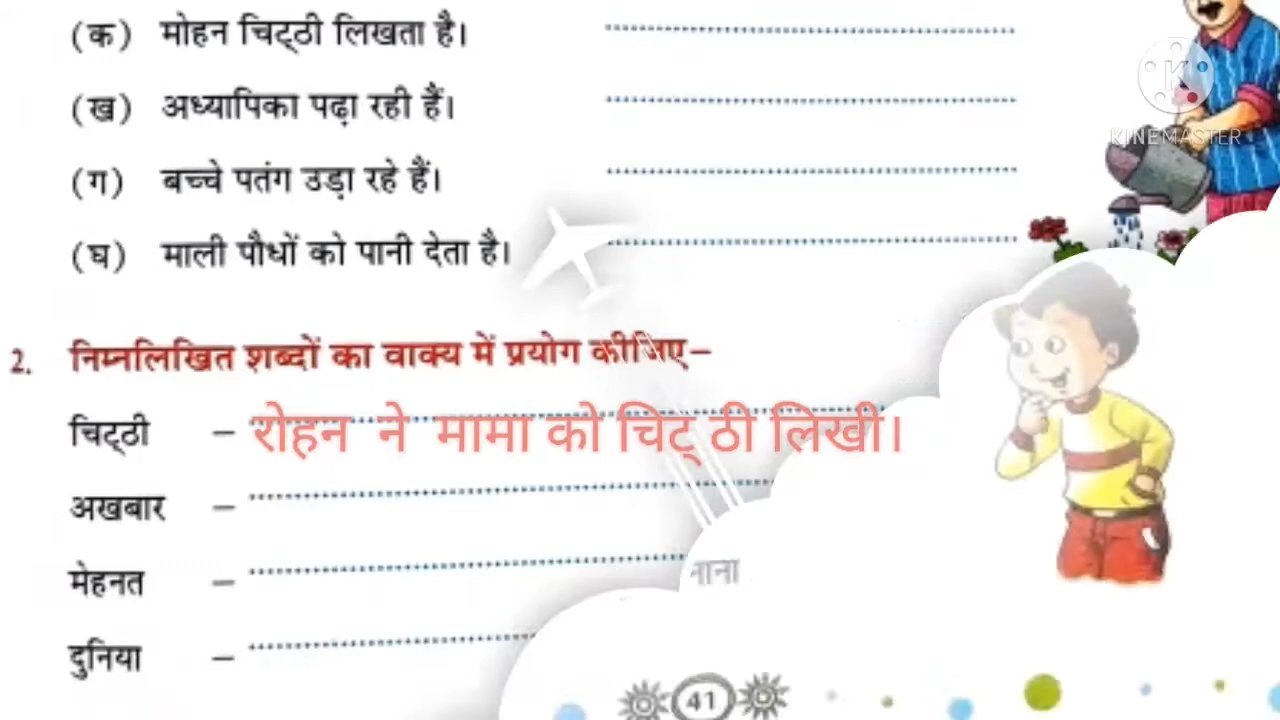 (क) मोहन चिट्ठी लिखता है।
(ख) अध्यापिका पढ़ा रही हैं।
(ग) बच्चे पतंग उड़ा रहे हैं।
(घ) माली पौधों को पानी देता है।
KINEMASTER
2. निम्नलिखित शब्दों का वाक्य में प्रयोग कीजिए–
चिट्ठी – रोहन ने मामा को चिट् ठी लिखी।
अखबार –
मेहनत –
नाना
दुनिया –
41